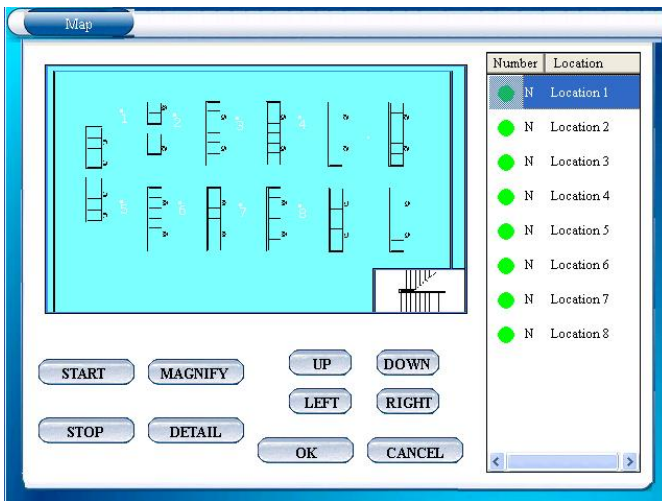 Map
Number Location
N Location 1
N Location 2
N Location 3
N Location 4
N Location 5
N Location 6
N Location 7
N Location 8
1 2 3 4
5 6 7 8
START MAGNIFY UP DOWN
LEFT RIGHT
STOP DETAIL
OK CANCEL